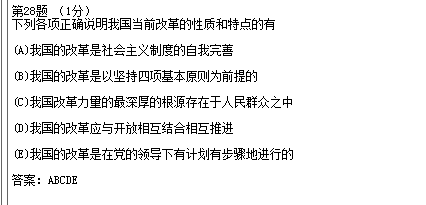 第28题 （1分）
下列各项正确说明我国当前改革的性质和特点的有
(A)我国的改革是社会主义制度的自我完善
(B)我国的改革是以坚持四项基本原则为前提的
(C)我国改革力量的最深厚的根源存在于人民群众之中
(D)我国的改革应与开放相互结合相互推进
(E)我国的改革是在党的领导下有计划有步骤地进行的
答案: ABCDE